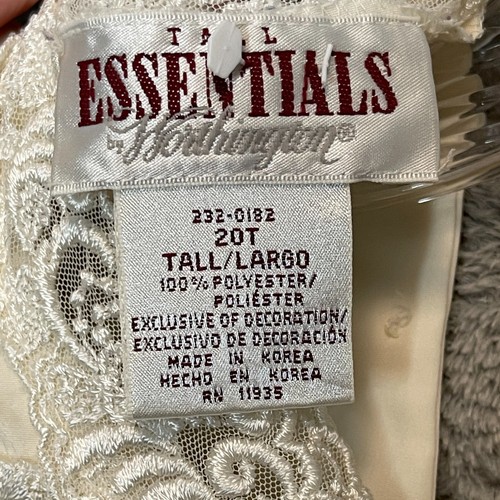 TALL
ESSENTIALS
by Worthington®
232-0182
20T
TALL/LARGO
100% POLYESTER/
POLIÉSTER
EXCLUSIVE OF DECORATION/
EXCLUSIVO DE DECORACIÓN
MADE IN KOREA
HECHO EN KOREA
RN 11935